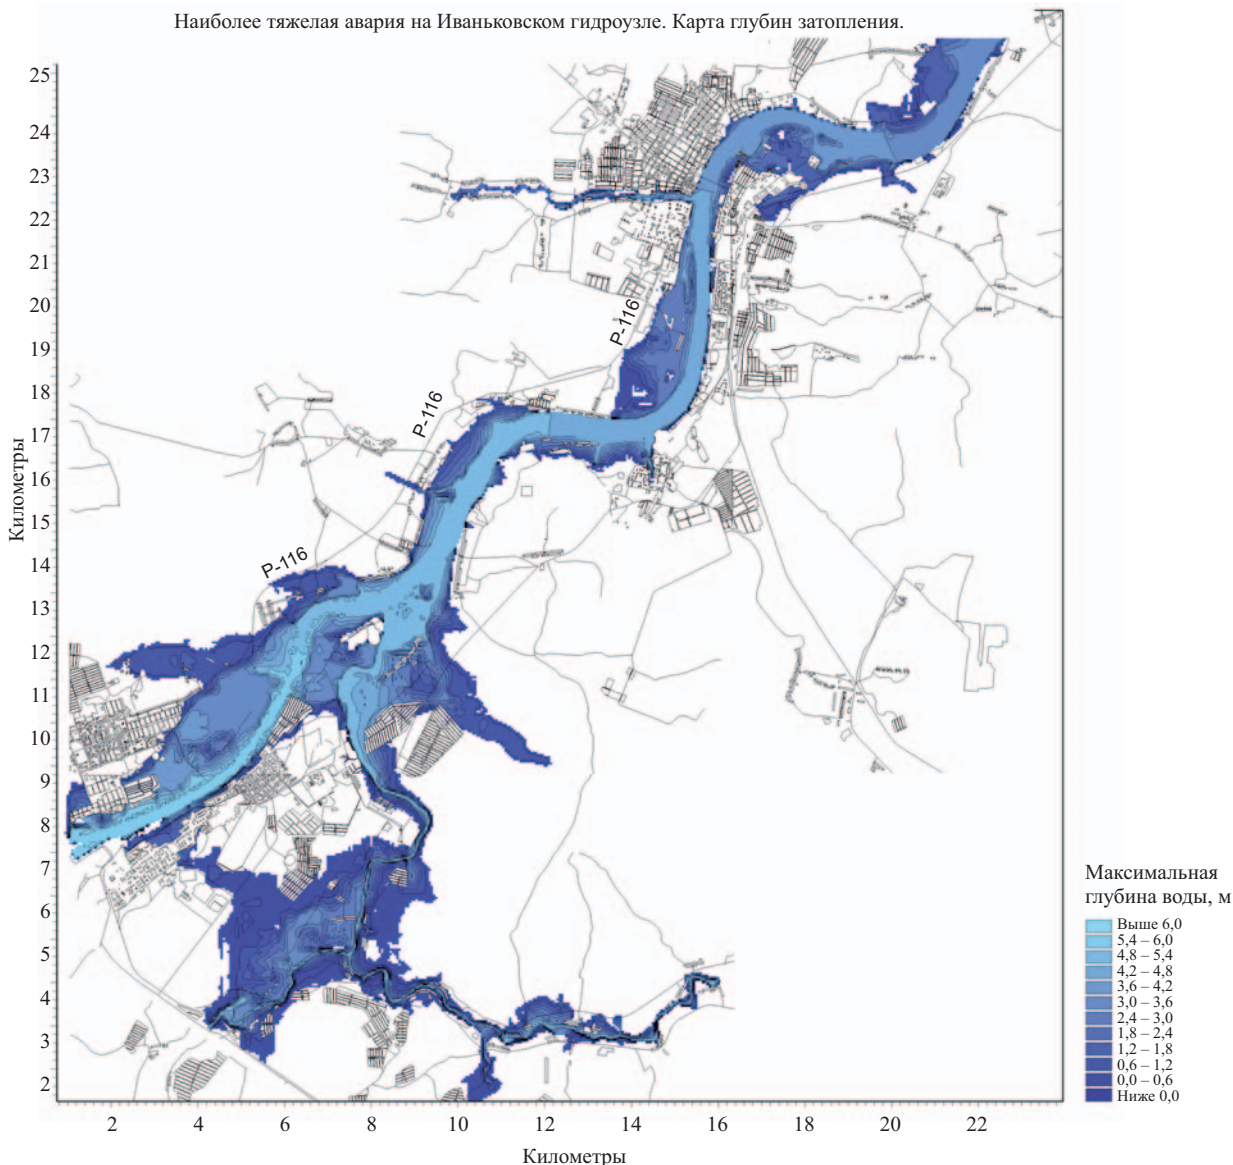 Наиболее тяжелая авария на Иваньковском гидроузле. Карта глубин затопления.
25
24
23
22
21
20
19
18
17
16
15
14
13
12
11
10
9
8
7
6
5
4
3
2
Километры
Р-116
Р-116
Р-116
2 4 6 8 10 12 14 16 18 20 22
Километры
Максимальная
глубина воды, м
Выше 6,0
5,4 – 6,0
4,8 – 5,4
4,2 – 4,8
3,6 – 4,2
3,0 – 3,6
2,4 – 3,0
1,8 – 2,4
1,2 – 1,8
0,6 – 1,2
0,0 – 0,6
Ниже 0,0